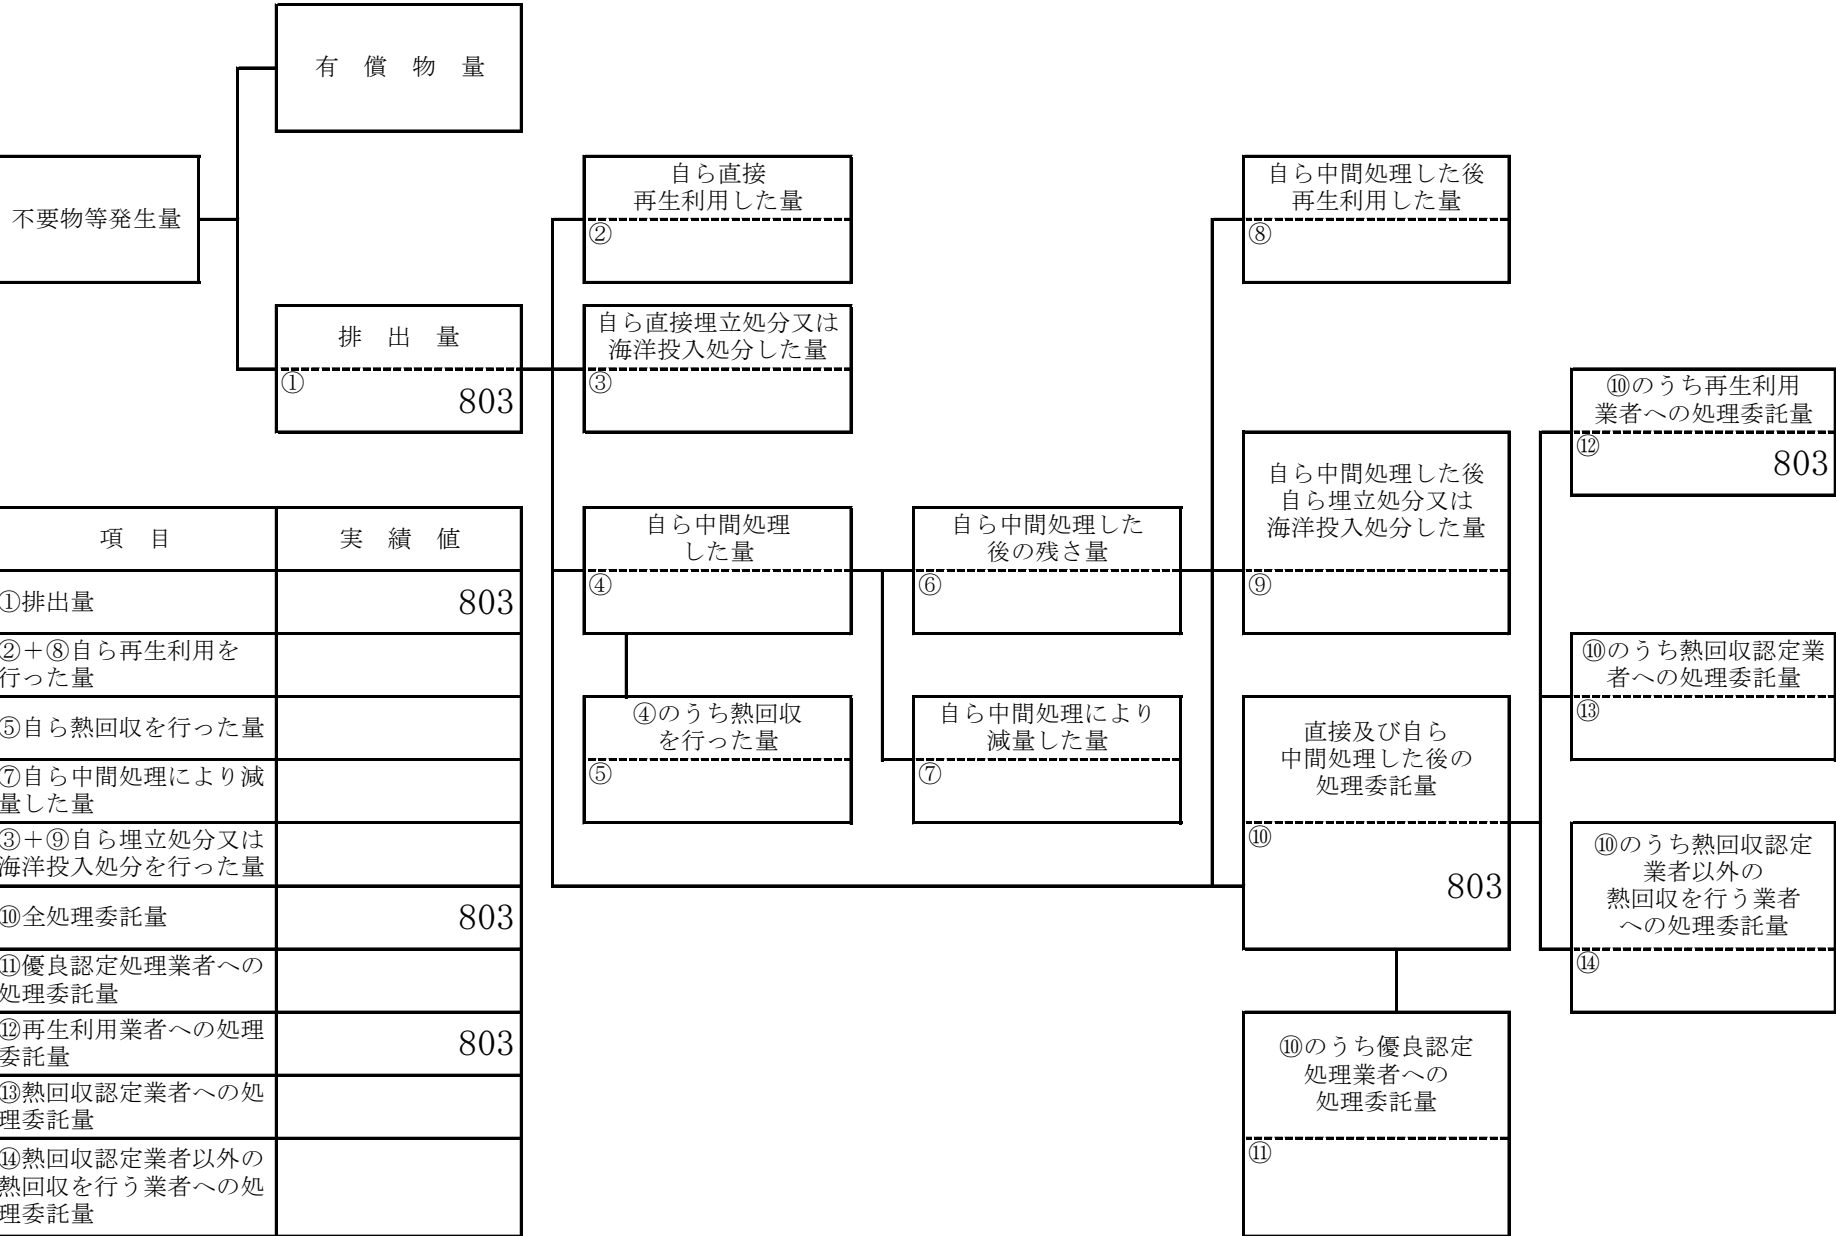 有 償 物 量
不要物等発生量
排 出 量
①
803
自ら直接
再生利用した量
②
自ら直接埋立処分又は
海洋投入処分した量
③
自ら中間処理
した量
④
④のうち熱回収
を行った量
⑤
自ら中間処理した
後の残さ量
⑥
自ら中間処理により
減量した量
⑦
自ら中間処理した後
再生利用した量
⑧
自ら中間処理した後
自ら埋立処分又は
海洋投入処分した量
⑨
直接及び自ら
中間処理した後の
処理委託量
⑩
803
⑩のうち優良認定
処理業者への
処理委託量
⑪
⑩のうち再生利用
業者への処理委託量
⑫
803
⑩のうち熱回収認定業
者への処理委託量
⑬
⑩のうち熱回収認定
業者以外の
熱回収を行う業者
への処理委託量
⑭
項 目
実 績 値
①排出量
803
②+⑧自ら再生利用を
行った量
⑤自ら熱回収を行った量
⑦自ら中間処理により減
量した量
③+⑨自ら埋立処分又は
海洋投入処分を行った量
⑩全処理委託量
803
⑪優良認定処理業者への
処理委託量
⑫再生利用業者への処理
委託量
803
⑬熱回収認定業者への処
理委託量
⑭熱回収認定業者以外の
熱回収を行う業者への処
理委託量